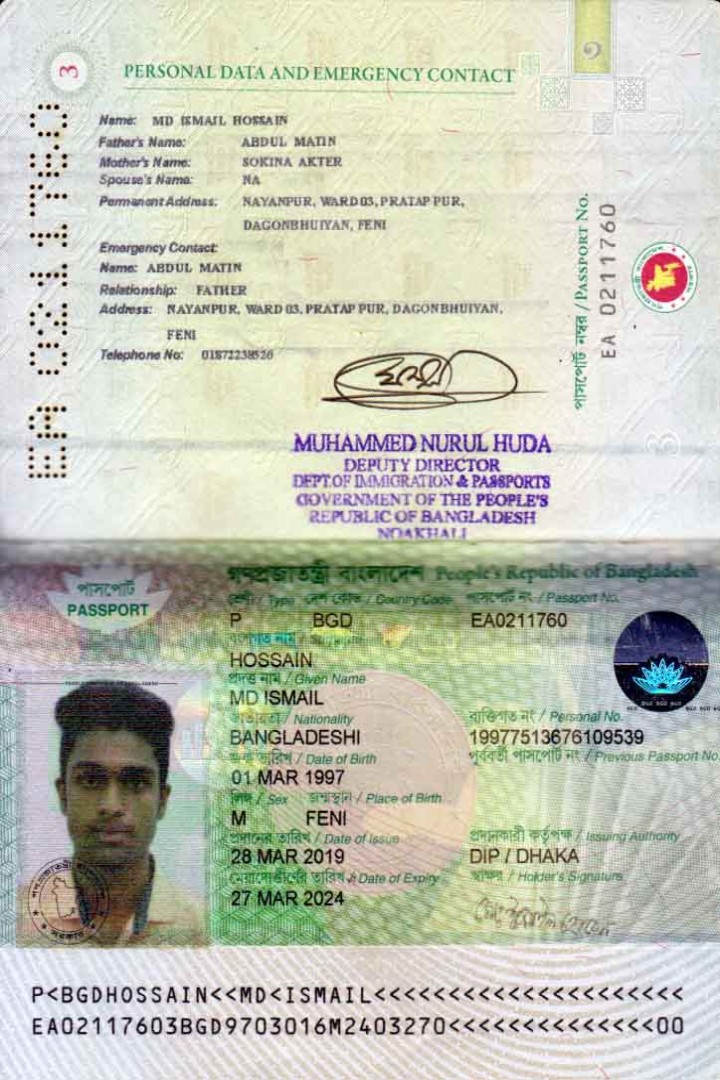 3
PERSONAL DATA AND EMERGENCY CONTACT
Name: MD ISMAIL HOSSAIN
Father's Name: ABDUL MATIN
Mother's Name: SOKINA AKTER
Spouse's Name: NA
Permanent Address: NAYANPUR, WARD 03, PRATAP PUR,
DAGONBHUIYAN, FENI
Emergency Contact:
Name: ABDUL MATIN
Relationship: FATHER
Address: NAYANPUR, WARD 03, PRATAP PUR, DAGONBHUIYAN,
FENI
Telephone No: 01872238526
EA 0211760
পাসপোর্ট নম্বর / PASSPORT No.
EA 0211760
MUHAMMED NURUL HUDA
DEPUTY DIRECTOR
DEPT.OF IMMIGRATION & PASSPORTS
GOVERNMENT OF THE PEOPLE'S
REPUBLIC OF BANGLADESH
NOAKHALI
গণপ্রজাতন্ত্রী বাংলাদেশ People's Republic of Bangladesh
পাসপোর্ট
PASSPORT
শ্রেণী / Type দেশ কোড / Country Code পাসপোর্ট নং / Passport No.
P BGD EA0211760
বংশগত নাম / Surname
HOSSAIN
প্রদত্ত নাম / Given Name
MD ISMAIL
জাতীয়তা / Nationality ব্যক্তিগত নং / Personal No.
BANGLADESHI 19977513676109539
জন্ম তারিখ / Date of Birth পূর্ববর্তী পাসপোর্ট নং / Previous Passport No.
01 MAR 1997
লিঙ্গ / Sex জন্মস্থান / Place of Birth
M FENI
প্রদানের তারিখ / Date of Issue প্রদানকারী কর্তৃপক্ষ / Issuing Authority
28 MAR 2019 DIP / DHAKA
মেয়াদোত্তীর্ণের তারিখ / Date of Expiry স্বাক্ষর / Holder's Signature
27 MAR 2024
P<BGDHOSSAIN<<MD<ISMAIL<<<<<<<<<<<<<<<<<<<<<
EA02117603BGD9703016M2403270<<<<<<<<<<<<<<00